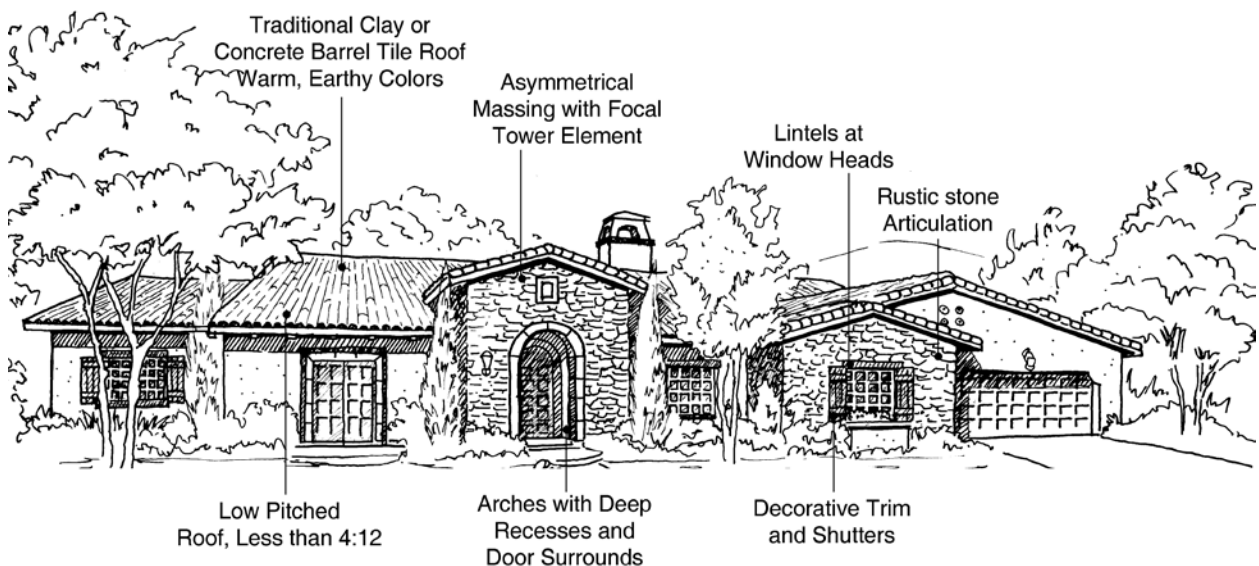 Traditional Clay or
Concrete Barrel Tile Roof
Warm, Earthy Colors
Asymmetrical
Massing with Focal
Tower Element
Lintels at
Window Heads
Rustic stone
Articulation
Low Pitched
Roof, Less than 4:12
Arches with Deep
Recesses and
Door Surrounds
Decorative Trim
and Shutters